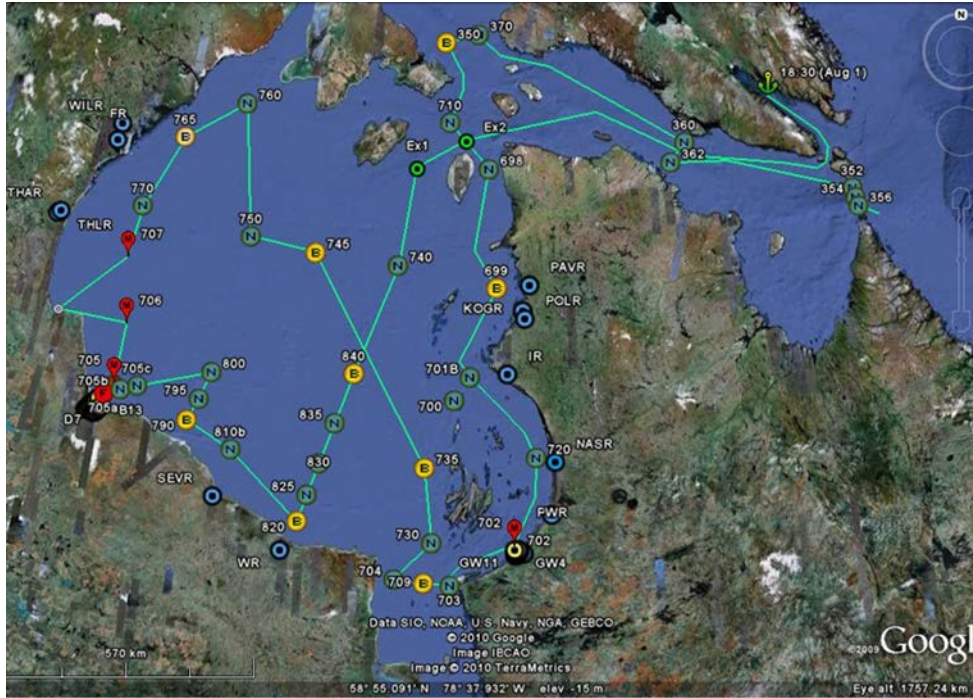 N
350
370
18:30 (Aug 1)
WILR
FR
765
760
710
Ex2
360
Ex1
362
698
352
354
356
THAR
770
THLR
707
750
745
740
699
PAVR
KOGR
POLR
706
IR
705
705c
800
840
701B
705b
795
700
705a
B13
D7
790
810b
835
720
NASR
SEVR
830
735
825
820
702
PWR
WR
730
702
GW11
GW4
704
709
703
Data SIO, NOAA, U.S. Navy, NGA, GEBCO
© 2010 Google
Image IBCAO
Image © 2010 TerraMetrics
570 km
©2009
Google
58° 55.091' N 78° 37.932' W elev -15 m
Eye alt 1757.24 km